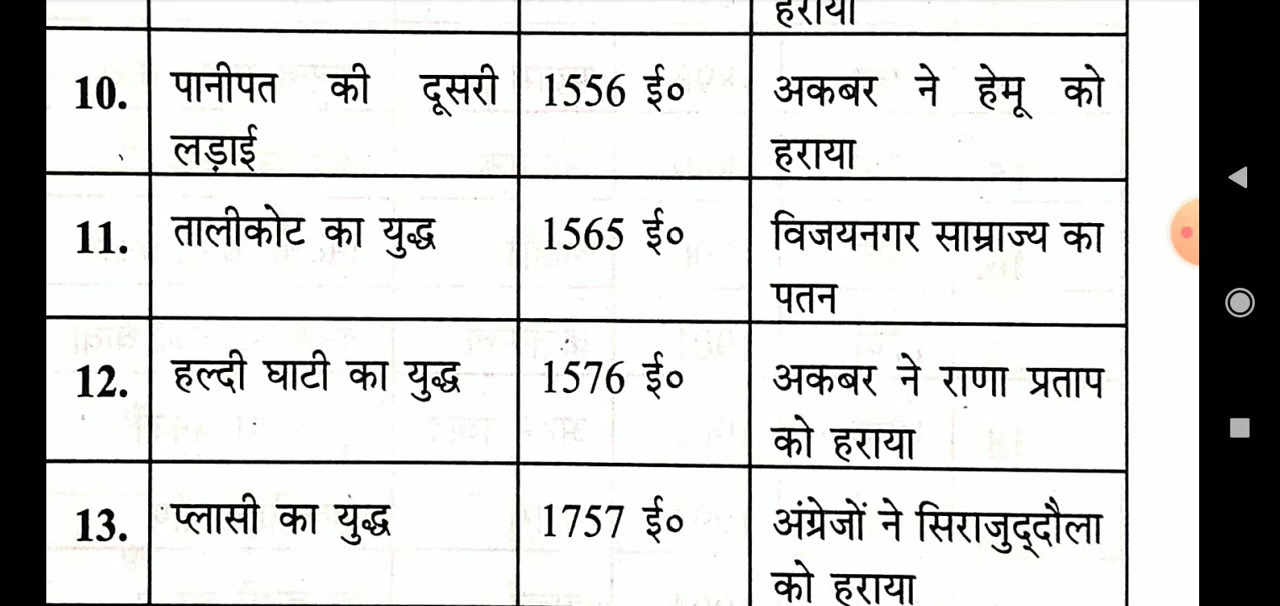 हराया
10. पानीपत की दूसरी 1556 ई० अकबर ने हेमू को
लड़ाई हराया
11. तालीकोट का युद्ध 1565 ई० विजयनगर साम्राज्य का
पतन
12. हल्दी घाटी का युद्ध 1576 ई० अकबर ने राणा प्रताप
को हराया
13. प्लासी का युद्ध 1757 ई० अंग्रेजों ने सिराजुद्दौला
को हराया